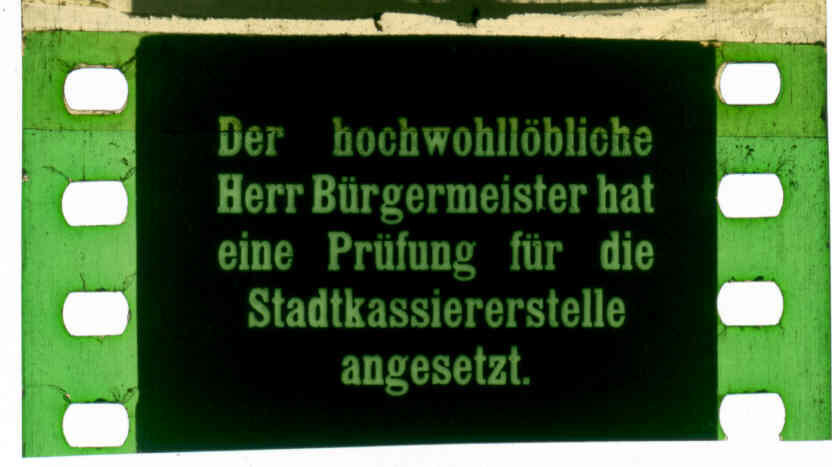 Der hochwohllöbliche
Herr Bürgermeister hat
eine Prüfung für die
Stadtkassiererstelle
angesetzt.